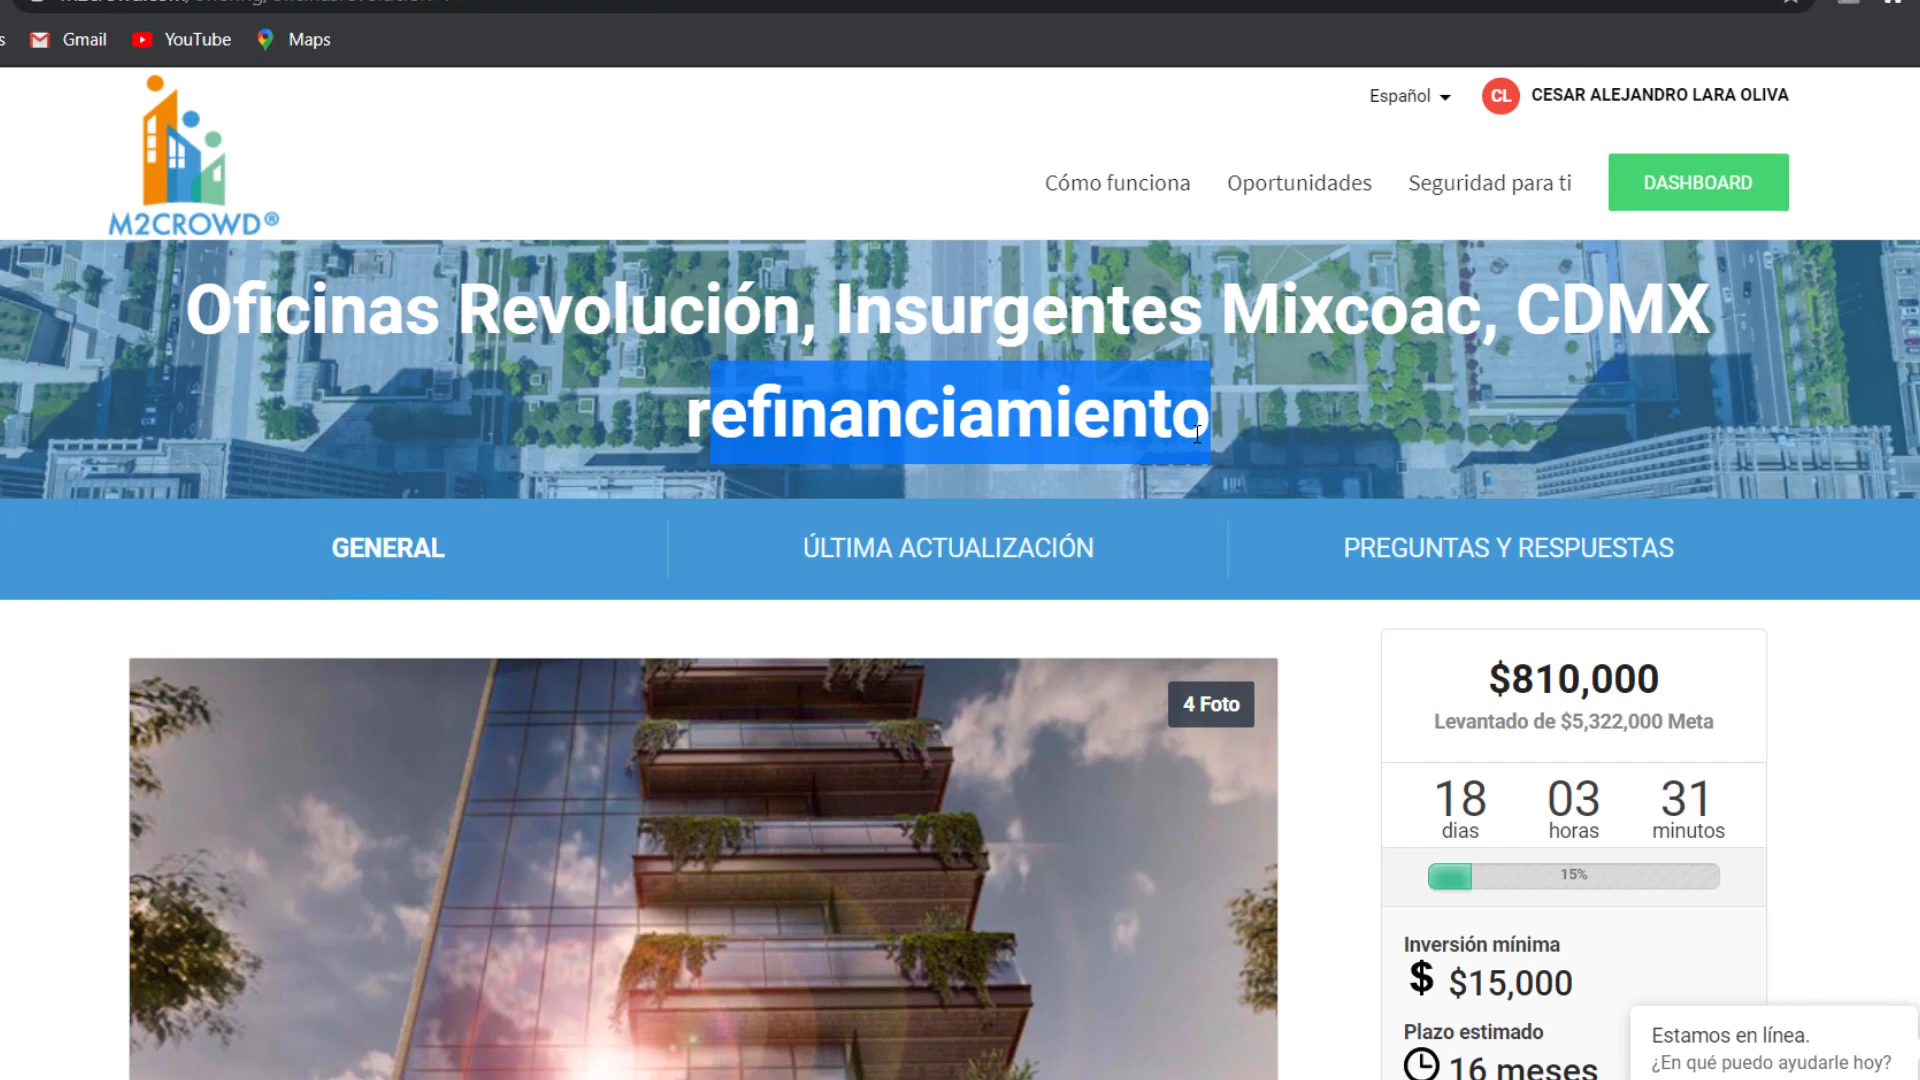 Gmail YouTube Maps
Español CL CESAR ALEJANDRO LARA OLIVA
M2CROWD®
Cómo funciona Oportunidades Seguridad para ti DASHBOARD
Oficinas Revolución, Insurgentes Mixcoac, CDMX
refinanciamiento
GENERAL ÚLTIMA ACTUALIZACIÓN PREGUNTAS Y RESPUESTAS
4 Foto
$810,000
Levantado de $5,322,000 Meta
18 03 31
dias horas minutos
15%
Inversión mínima
$ $15,000
Plazo estimado
16 meses
Estamos en línea.
¿En qué puedo ayudarle hoy?